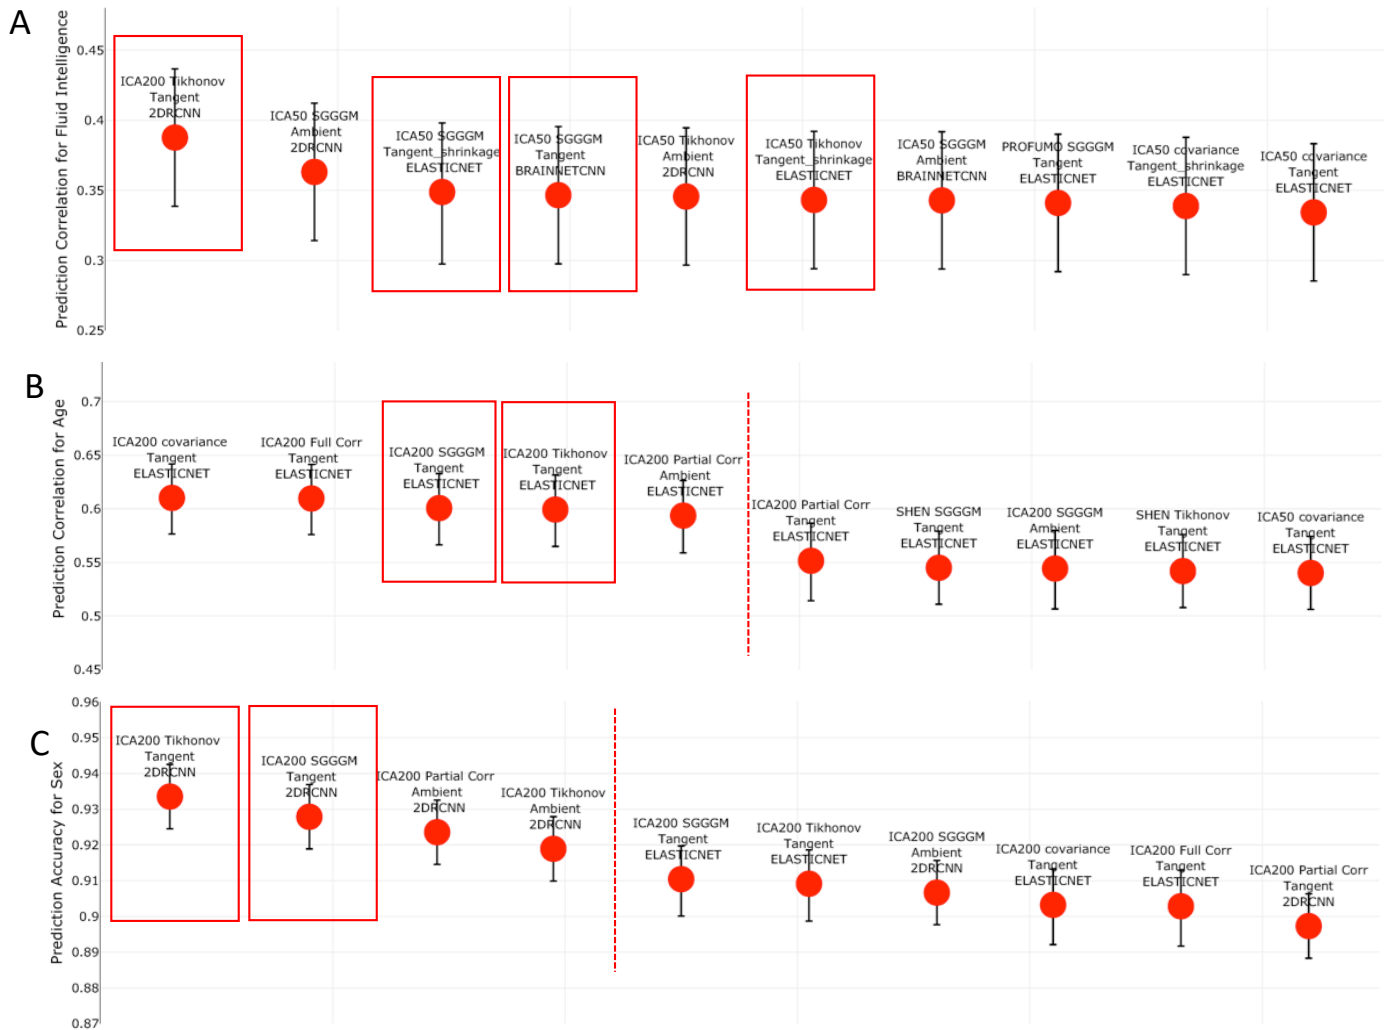 A
Prediction Correlation for Fluid Intelligence
0.45
0.4
0.35
0.3
0.25
ICA200 Tikhonov
Tangent
2DRCNN
ICA50 SGGGM
Ambient
2DRCNN
ICA50 SGGGM
Tangent_shrinkage
ELASTICNET
ICA50 SGGGM
Tangent
BRAINNETCNN
ICA50 Tikhonov
Ambient
2DRCNN
ICA50 Tikhonov
Tangent_shrinkage
ELASTICNET
ICA50 SGGGM
Ambient
BRAINNETCNN
PROFUMO SGGGM
Tangent
ELASTICNET
ICA50 covariance
Tangent_shrinkage
ELASTICNET
ICA50 covariance
Tangent
ELASTICNET
B
Prediction Correlation for Age
0.7
0.65
0.6
0.55
0.5
0.45
ICA200 covariance
Tangent
ELASTICNET
ICA200 Full Corr
Tangent
ELASTICNET
ICA200 SGGGM
Tangent
ELASTICNET
ICA200 Tikhonov
Tangent
ELASTICNET
ICA200 Partial Corr
Ambient
ELASTICNET
ICA200 Partial Corr
Tangent
ELASTICNET
SHEN SGGGM
Tangent
ELASTICNET
ICA200 SGGGM
Ambient
ELASTICNET
SHEN Tikhonov
Tangent
ELASTICNET
ICA50 covariance
Tangent
ELASTICNET
C
Prediction Accuracy for Sex
0.96
0.95
0.94
0.93
0.92
0.91
0.9
0.89
0.88
0.87
ICA200 Tikhonov
Tangent
2DRCNN
ICA200 SGGGM
Tangent
2DRCNN
ICA200 Partial Corr
Ambient
2DRCNN
ICA200 Tikhonov
Ambient
2DRCNN
ICA200 SGGGM
Tangent
ELASTICNET
ICA200 Tikhonov
Tangent
ELASTICNET
ICA200 SGGGM
Ambient
2DRCNN
ICA200 covariance
Tangent
ELASTICNET
ICA200 Full Corr
Tangent
ELASTICNET
ICA200 Partial Corr
Tangent
2DRCNN